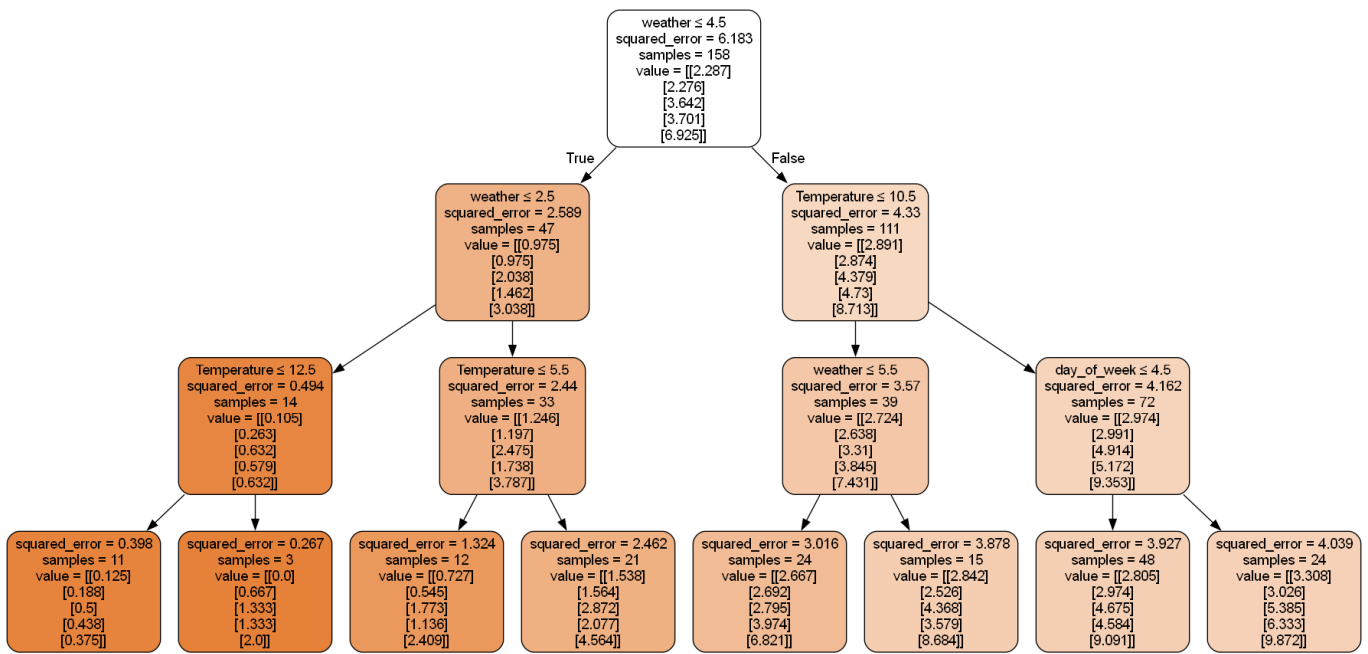 weather ≤ 4.5
squared_error = 6.183
samples = 158
value = [[2.287]
[2.276]
[3.642]
[3.701]
[6.925]]
True
False
weather ≤ 2.5
squared_error = 2.589
samples = 47
value = [[0.975]
[0.975]
[2.038]
[1.462]
[3.038]]
Temperature ≤ 10.5
squared_error = 4.33
samples = 111
value = [[2.891]
[2.874]
[4.379]
[4.73]
[8.713]]
Temperature ≤ 12.5
squared_error = 0.494
samples = 14
value = [[0.105]
[0.263]
[0.632]
[0.579]
[0.632]]
Temperature ≤ 5.5
squared_error = 2.44
samples = 33
value = [[1.246]
[1.197]
[2.475]
[1.738]
[3.787]]
weather ≤ 5.5
squared_error = 3.57
samples = 39
value = [[2.724]
[2.638]
[3.31]
[3.845]
[7.431]]
day_of_week ≤ 4.5
squared_error = 4.162
samples = 72
value = [[2.974]
[2.991]
[4.914]
[5.172]
[9.353]]
squared_error = 0.398
samples = 11
value = [[0.125]
[0.188]
[0.5]
[0.438]
[0.375]]
squared_error = 0.267
samples = 3
value = [[0.0]
[0.667]
[1.333]
[1.333]
[2.0]]
squared_error = 1.324
samples = 12
value = [[0.727]
[0.545]
[1.773]
[1.136]
[2.409]]
squared_error = 2.462
samples = 21
value = [[1.538]
[1.564]
[2.872]
[2.077]
[4.564]]
squared_error = 3.016
samples = 24
value = [[2.667]
[2.692]
[2.795]
[3.974]
[6.821]]
squared_error = 3.878
samples = 15
value = [[2.842]
[2.526]
[4.368]
[3.579]
[8.684]]
squared_error = 3.927
samples = 48
value = [[2.805]
[2.974]
[4.675]
[4.584]
[9.091]]
squared_error = 4.039
samples = 24
value = [[3.308]
[3.026]
[5.385]
[6.333]
[9.872]]